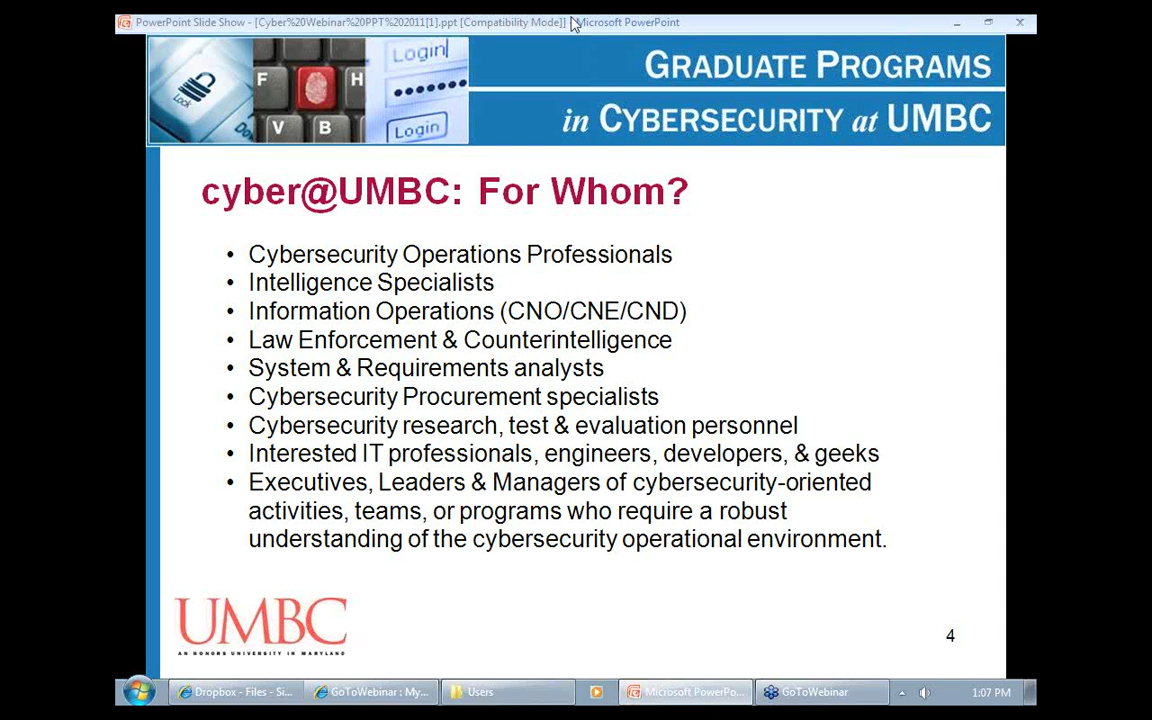 PowerPoint Slide Show - [Cyber%20Webinar%20PPT%202011[1].ppt [Compatibility Mode]] - Microsoft PowerPoint
Lock
F
H
V
B
Login
Login
GRADUATE PROGRAMS
in CYBERSECURITY at UMBC
cyber@UMBC: For Whom?
• Cybersecurity Operations Professionals
• Intelligence Specialists
• Information Operations (CNO/CNE/CND)
• Law Enforcement & Counterintelligence
• System & Requirements analysts
• Cybersecurity Procurement specialists
• Cybersecurity research, test & evaluation personnel
• Interested IT professionals, engineers, developers, & geeks
• Executives, Leaders & Managers of cybersecurity-oriented
activities, teams, or programs who require a robust
understanding of the cybersecurity operational environment.
UMBC
AN HONORS UNIVERSITY IN MARYLAND
4
Dropbox - Files - Si...
GoToWebinar : My...
Users
Microsoft PowerPo...
GoToWebinar
1:07 PM